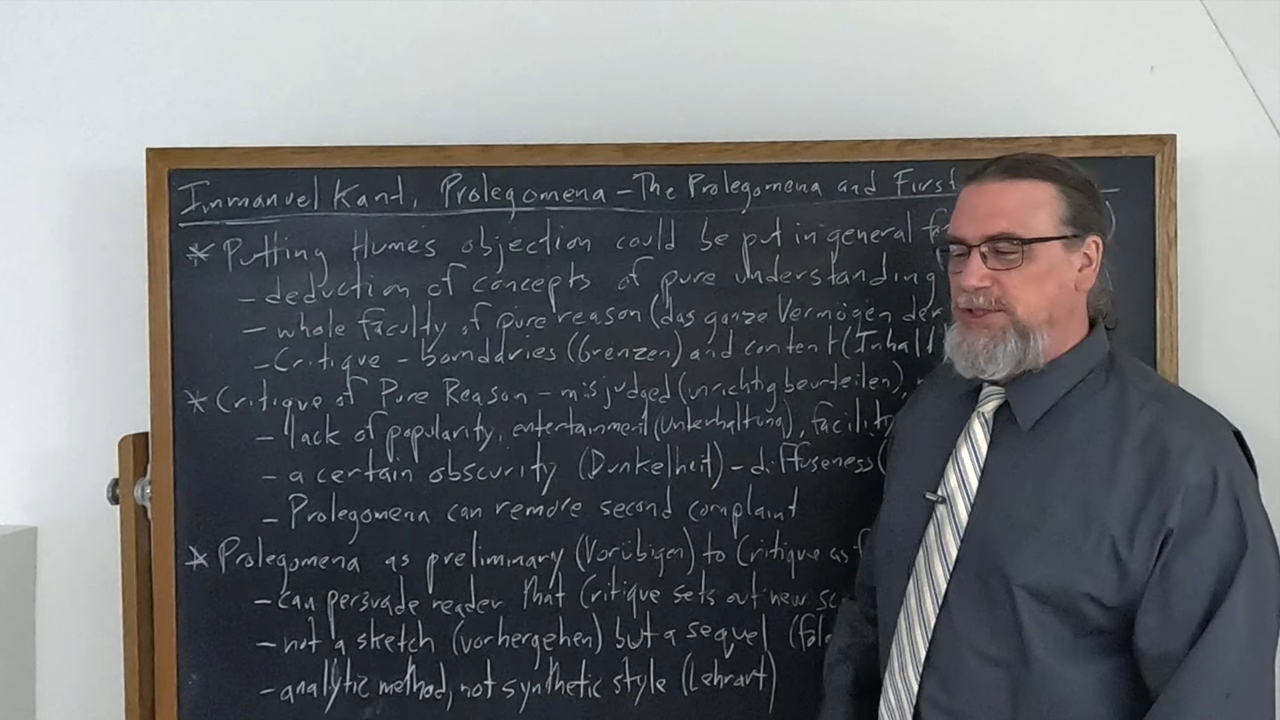 Immanuel Kand, Prolegomena – The Prolegomena and First
* Putting Hume's objection could be put in general
– deduction of concepts of pure understanding
– whole faculty of pure reason (das ganze Vermögen der
– Critique – boundaries (Grenzen) and content (Inhalt
* Critique of Pure Reason – misjudged (unrichtig beurteilen),
– lack of popularity, entertainment (Unterhaltung), facility
– a certain obscurity (Dunkelheit) – diffuseness (
– Prolegomena can remove second complaint
* Prolegomena as preliminary (Vorübigen) to Critique as
– can persuade reader that Critique sets out new
– not a sketch (vorhergehen) but a sequel
– analytic method, not synthetic style (Lehrart)